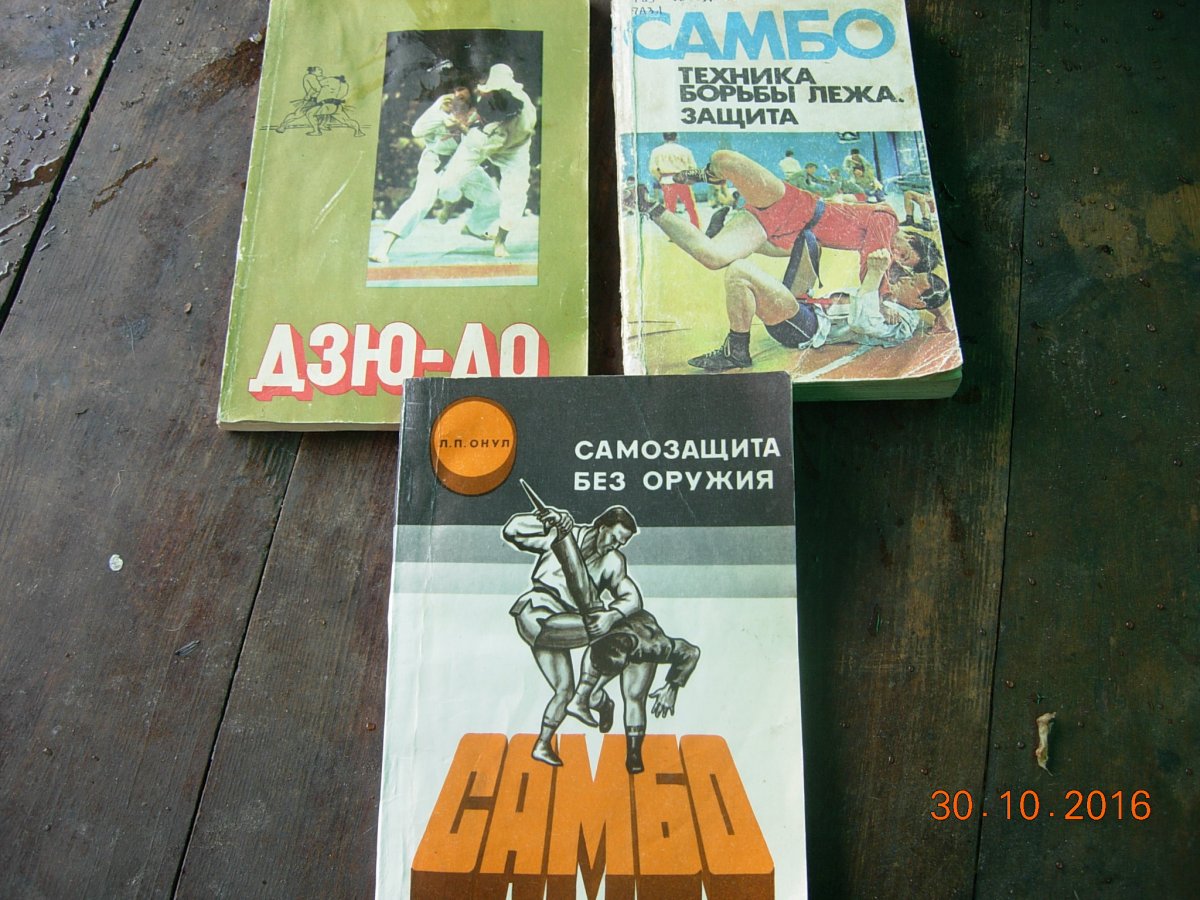 САМБО
ТЕХНИКА
БОРЬБЫ ЛЕЖА.
ЗАЩИТА
ДЗЮ-ДО
Л.П.ОНУЛ
САМОЗАЩИТА
БЕЗ ОРУЖИЯ
САМБО
30.10.2016